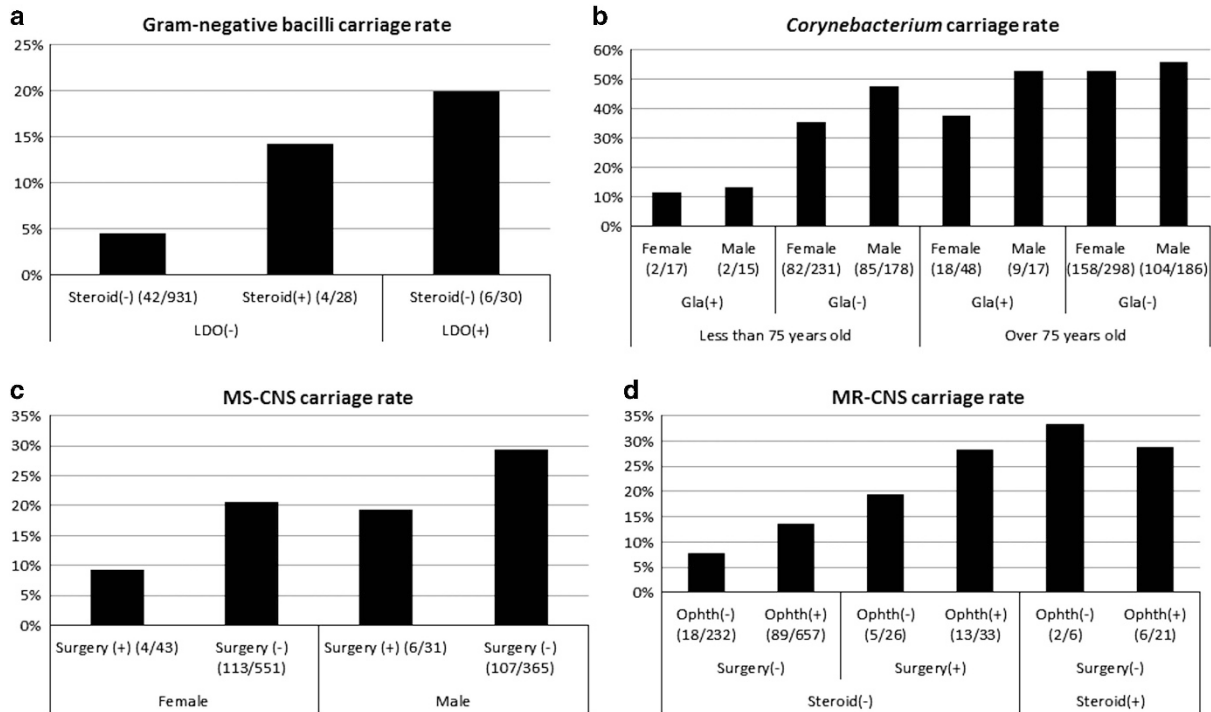 a
Gram-negative bacilli carriage rate
25%
20%
15%
10%
5%
0%
Steroid(-) (42/931) Steroid(+) (4/28) Steroid(-) (6/30)
LDO(-) LDO(+)
b
Corynebacterium carriage rate
60%
50%
40%
30%
20%
10%
0%
Female Male Female Male Female Male Female Male
(2/17) (2/15) (82/231) (85/178) (18/48) (9/17) (158/298) (104/186)
Gla(+) Gla(-) Gla(+) Gla(-)
Less than 75 years old Over 75 years old
c
MS-CNS carriage rate
35%
30%
25%
20%
15%
10%
5%
0%
Surgery (+) (4/43) Surgery (-) Surgery (+) (6/31) Surgery (-)
(113/551) (107/365)
Female Male
d
MR-CNS carriage rate
35%
30%
25%
20%
15%
10%
5%
0%
Ophth(-) Ophth(+) Ophth(-) Ophth(+) Ophth(-) Ophth(+)
(18/232) (89/657) (5/26) (13/33) (2/6) (6/21)
Surgery(-) Surgery(+) Surgery(-)
Steroid(-) Steroid(+)